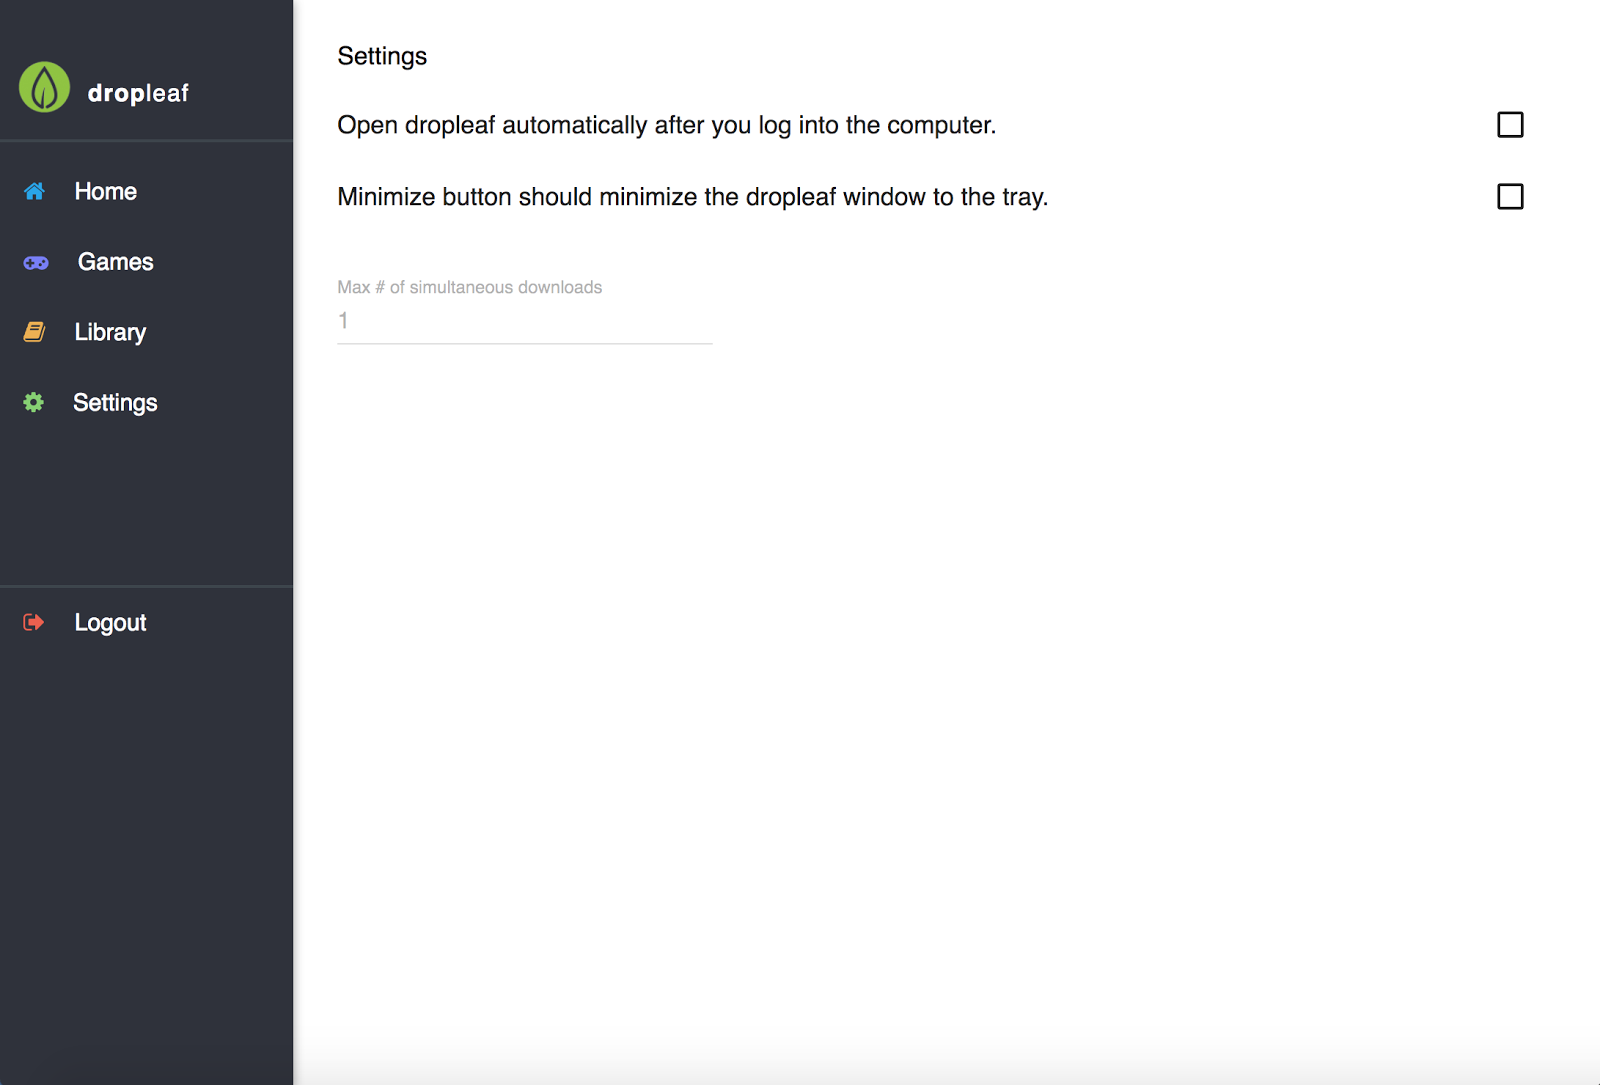 dropleaf
Home
Games
Library
Settings
Logout
Settings
Open dropleaf automatically after you log into the computer.
Minimize button should minimize the dropleaf window to the tray.
Max # of simultaneous downloads
1